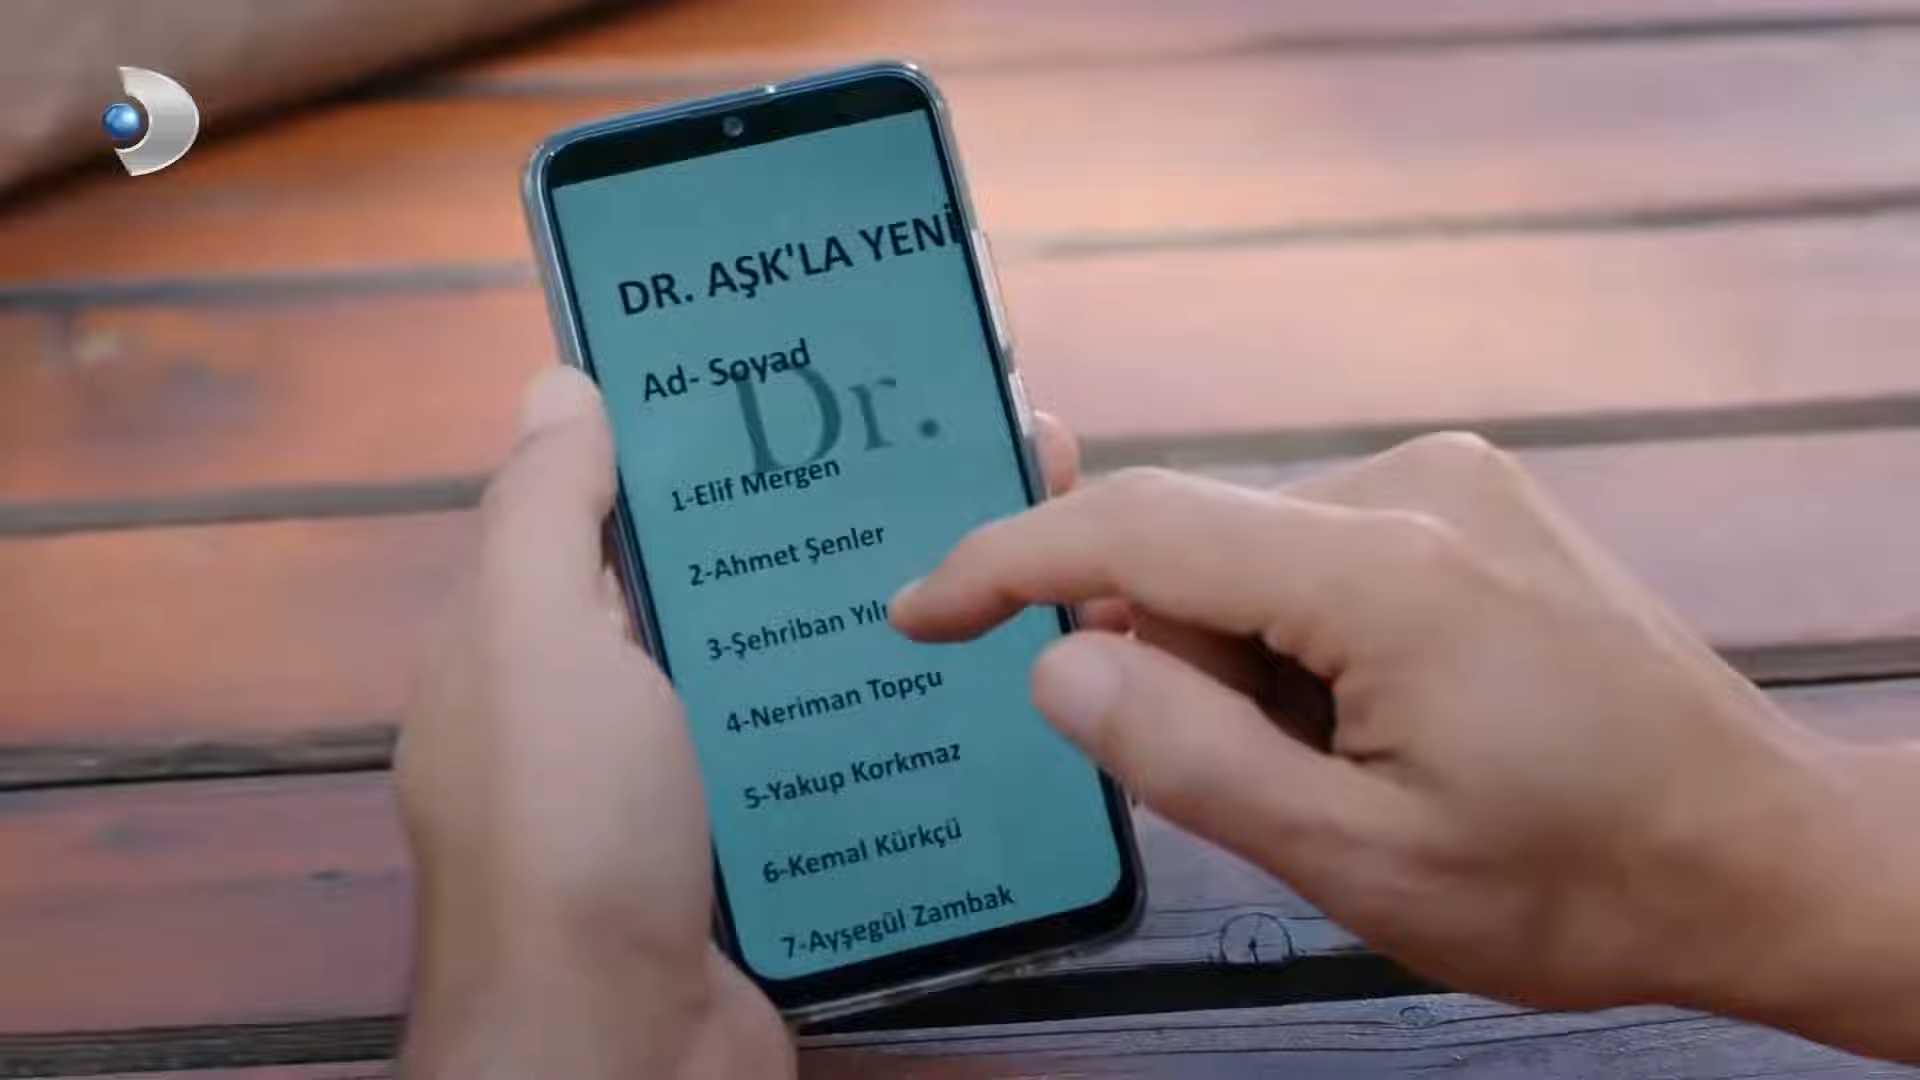 DR. AŞK'LA YENİ
Ad- Soyad
Dr.
1-Elif Mergen
2-Ahmet Şenler
3-Şehriban
4-Neriman Topçu
5-Yakup Korkmaz
6-Kemal Kürkçü
7-Ayşegül Zambak